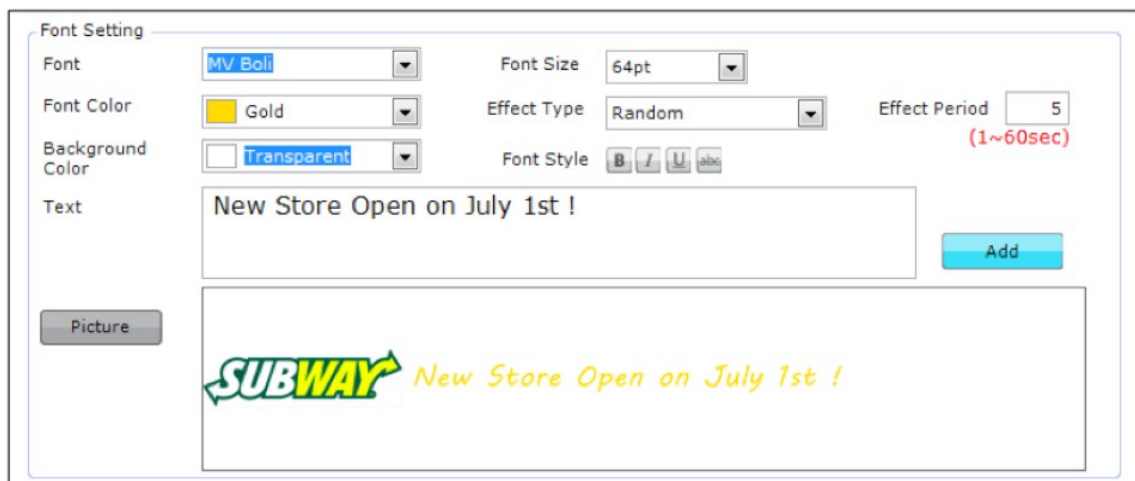 Font Setting
Font MV Boli Font Size 64pt
Font Color Gold Effect Type Random Effect Period 5
(1~60sec)
Background Color Transparent Font Style B I U abc
Text New Store Open on July 1st !
Add
Picture
SUBWAY New Store Open on July 1st !